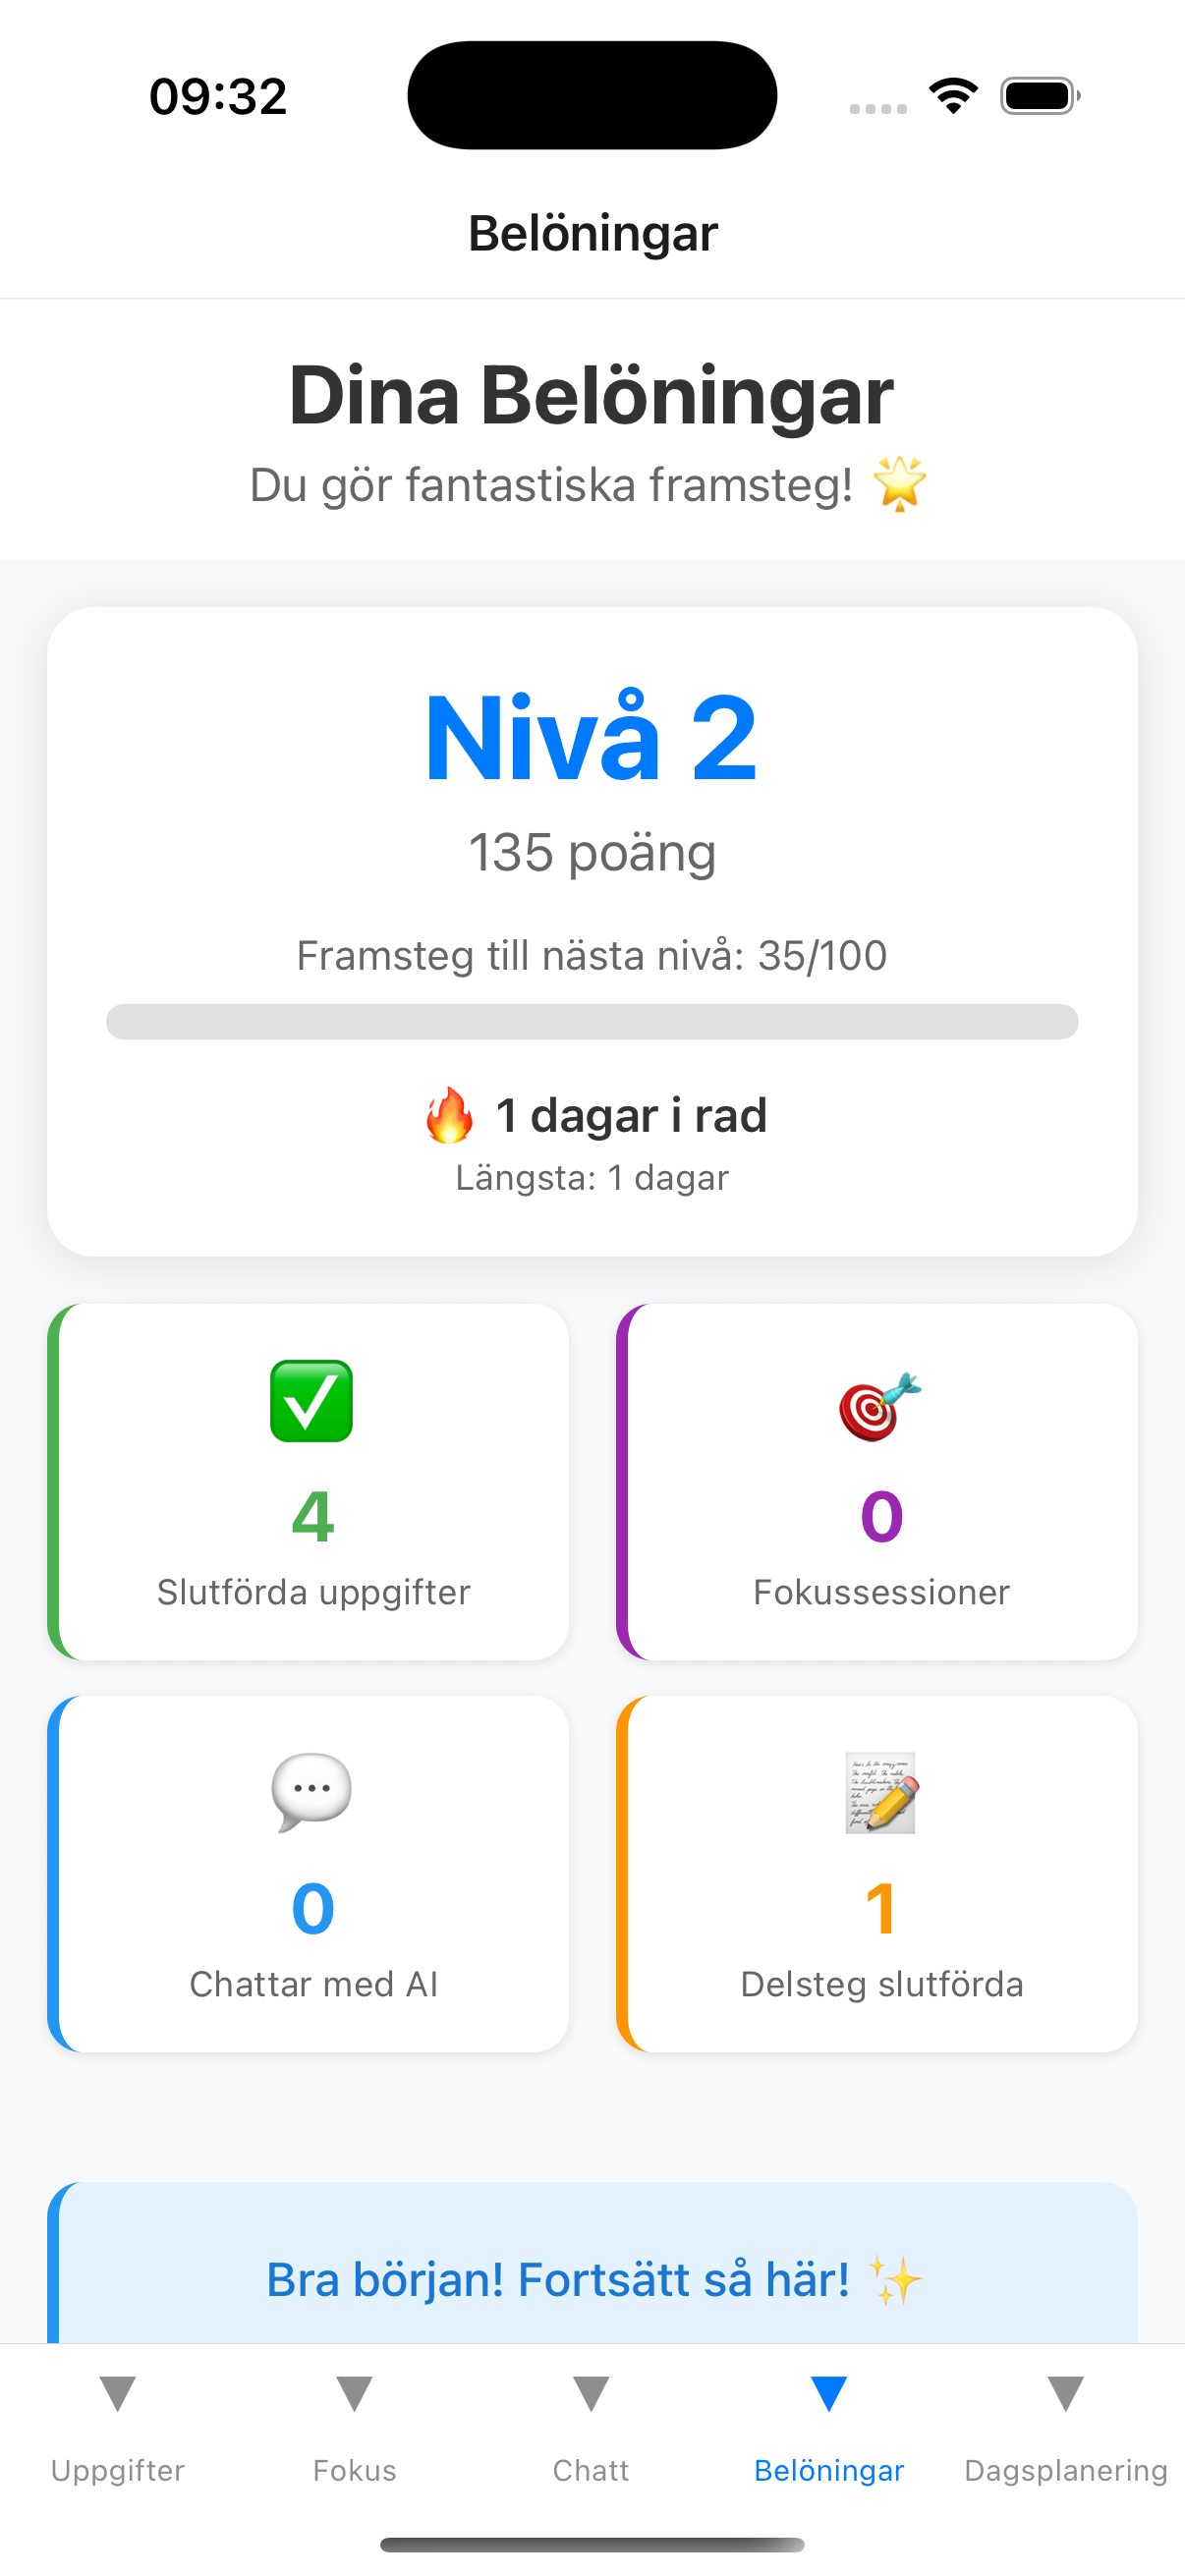 09:32
Belöningar
Dina Belöningar
Du gör fantastiska framsteg! 🌟
Nivå 2
135 poäng
Framsteg till nästa nivå: 35/100
🔥 1 dagar i rad
Längsta: 1 dagar
✅ 🎯
4 0
Slutförda uppgifter Fokussessioner
💬 📝
0 1
Chattar med AI Delsteg slutförda
Bra början! Fortsätt så här! ✨
Uppgifter Fokus Chatt Belöningar Dagsplanering